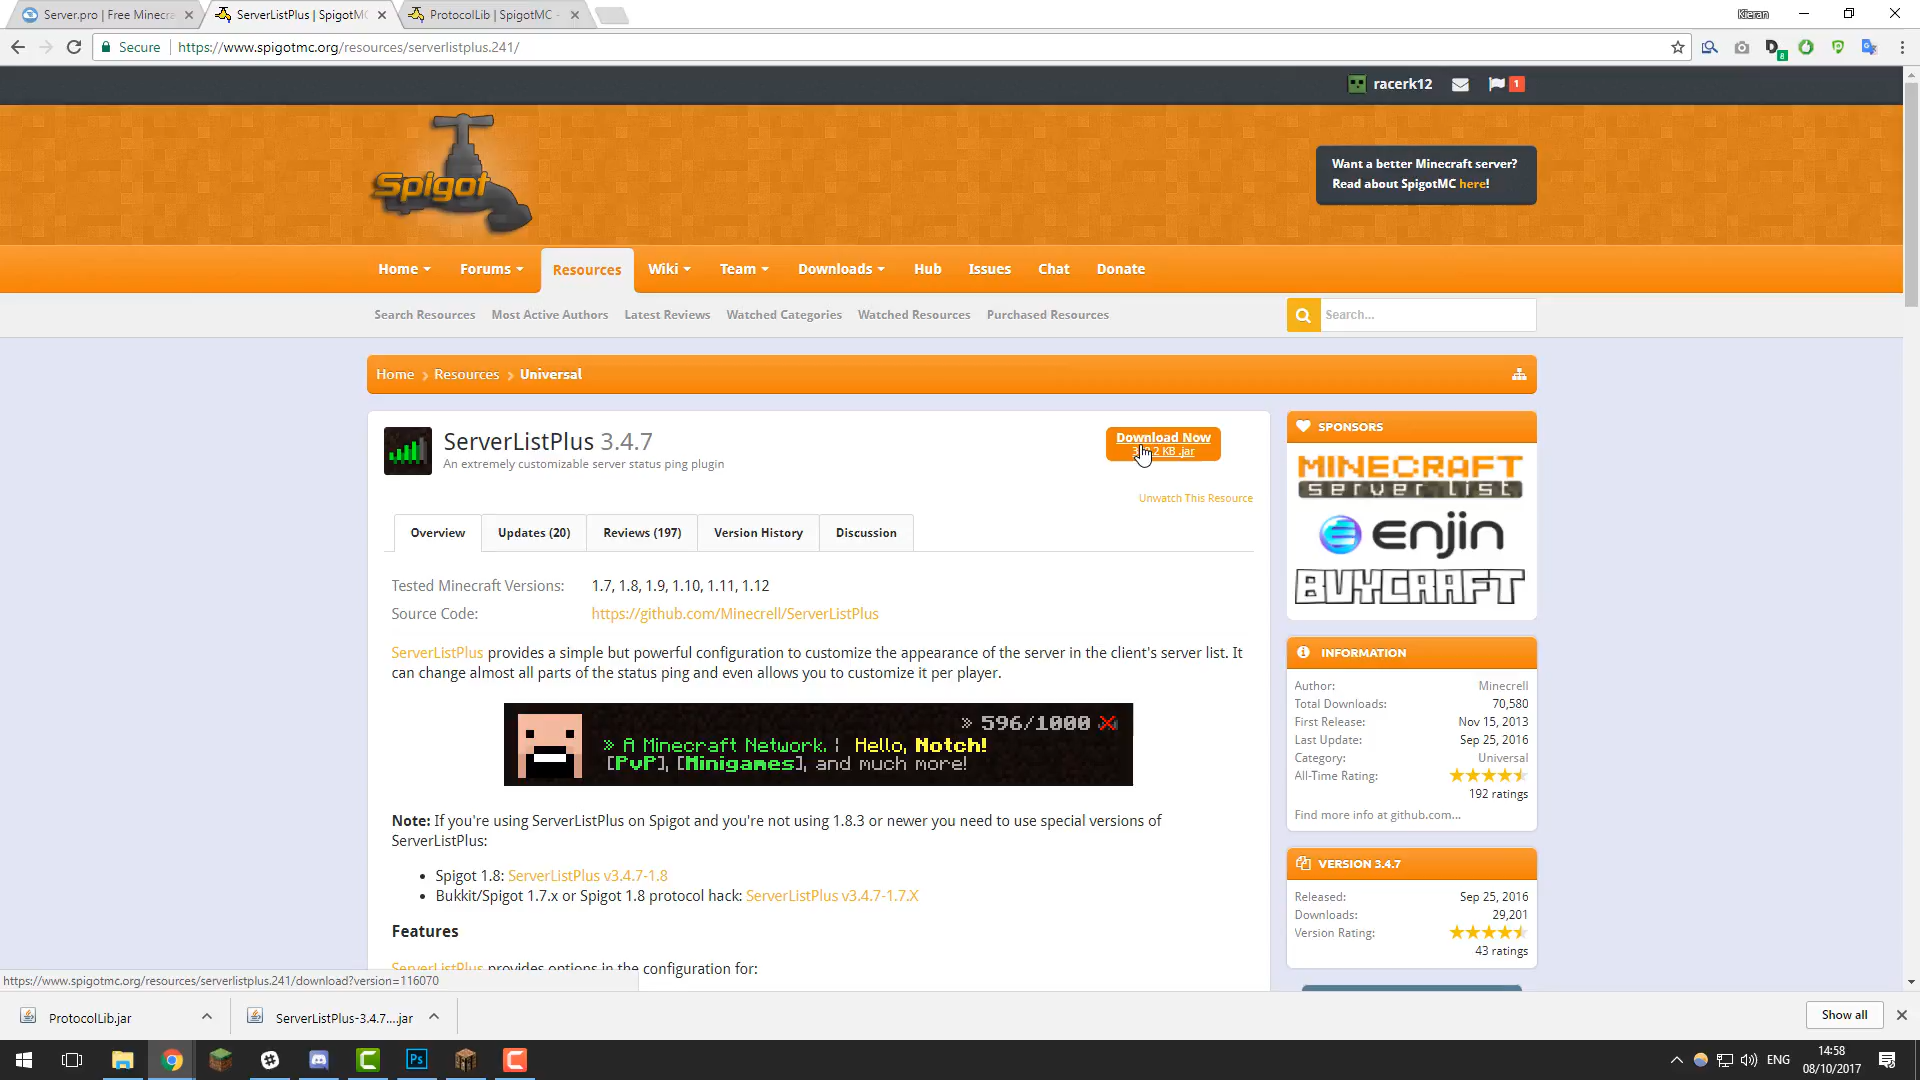 Server.pro | Free Minecra
ServerListPlus | SpigotMC
ProtocolLib | SpigotMC -
Kieran
Secure
https://www.spigotmc.org/resources/serverlistplus.241/
8
racerk12
1
Spigot
Want a better Minecraft server?
Read about SpigotMC here!
Home
Forums
Resources
Wiki
Team
Downloads
Hub
Issues
Chat
Donate
Search Resources
Most Active Authors
Latest Reviews
Watched Categories
Watched Resources
Purchased Resources
Search...
Home
Resources
Universal
ServerListPlus 3.4.7
An extremely customizable server status ping plugin
Download Now
.2 KB .jar
Unwatch This Resource
Overview
Updates (20)
Reviews (197)
Version History
Discussion
Tested Minecraft Versions: 1.7, 1.8, 1.9, 1.10, 1.11, 1.12
Source Code: https://github.com/Minecrell/ServerListPlus
ServerListPlus provides a simple but powerful configuration to customize the appearance of the server in the client's server list. It
can change almost all parts of the status ping and even allows you to customize it per player.
» 596/1000
» A Minecraft Network. ¦ Hello, Notch!
[PvP], [Minigames], and much more!
Note: If you're using ServerListPlus on Spigot and you're not using 1.8.3 or newer you need to use special versions of
ServerListPlus:
• Spigot 1.8: ServerListPlus v3.4.7-1.8
• Bukkit/Spigot 1.7.x or Spigot 1.8 protocol hack: ServerListPlus v3.4.7-1.7.X
Features
ServerListPlus provides options in the configuration for:
SPONSORS
MINECRAFT
server list
enjin
BUYCRAFT
INFORMATION
Author: Minecrell
Total Downloads: 70,580
First Release: Nov 15, 2013
Last Update: Sep 25, 2016
Category: Universal
All-Time Rating:
192 ratings
Find more info at github.com...
VERSION 3.4.7
Released: Sep 25, 2016
Downloads: 29,201
Version Rating:
43 ratings
https://www.spigotmc.org/resources/serverlistplus.241/download?version=116070
ProtocolLib.jar
ServerListPlus-3.4.7....jar
Show all
Ps
ENG
14:58
08/10/2017